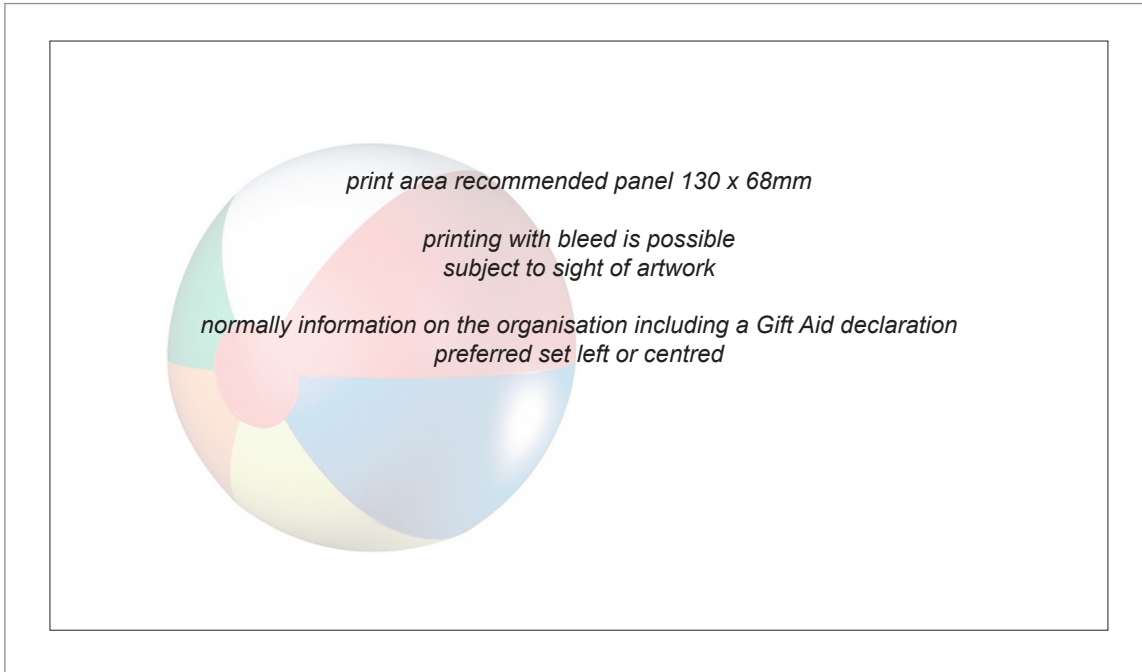 print area recommended panel 130 x 68mm
printing with bleed is possible
subject to sight of artwork
normally information on the organisation including a Gift Aid declaration
preferred set left or centred